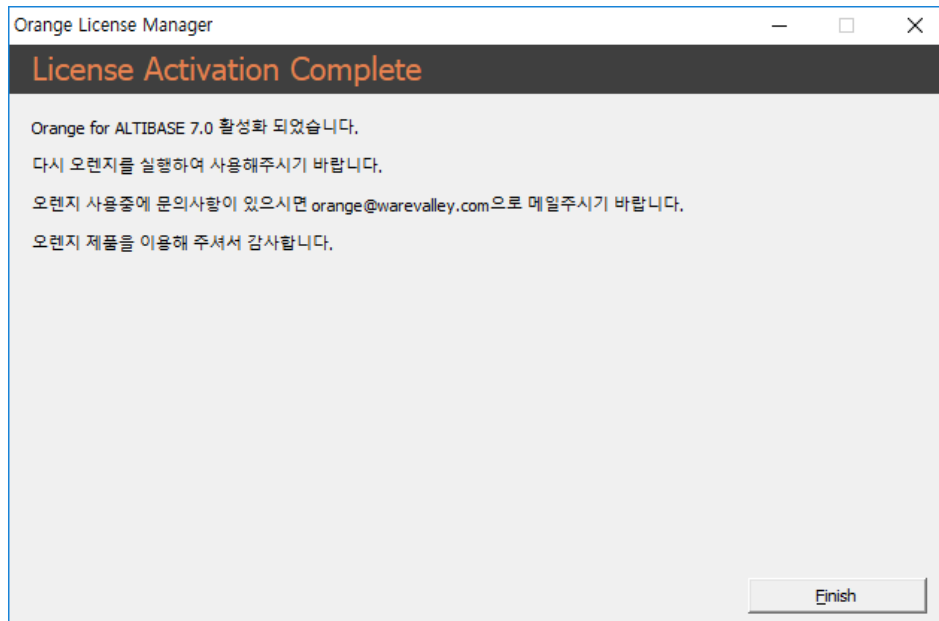 Orange License Manager
License Activation Complete
Orange for ALTIBASE 7.0 활성화 되었습니다.
다시 오렌지를 실행하여 사용해주시기 바랍니다.
오렌지 사용중에 문의사항이 있으시면 orange@warevalley.com으로 메일주시기 바랍니다.
오렌지 제품을 이용해 주셔서 감사합니다.
Finish